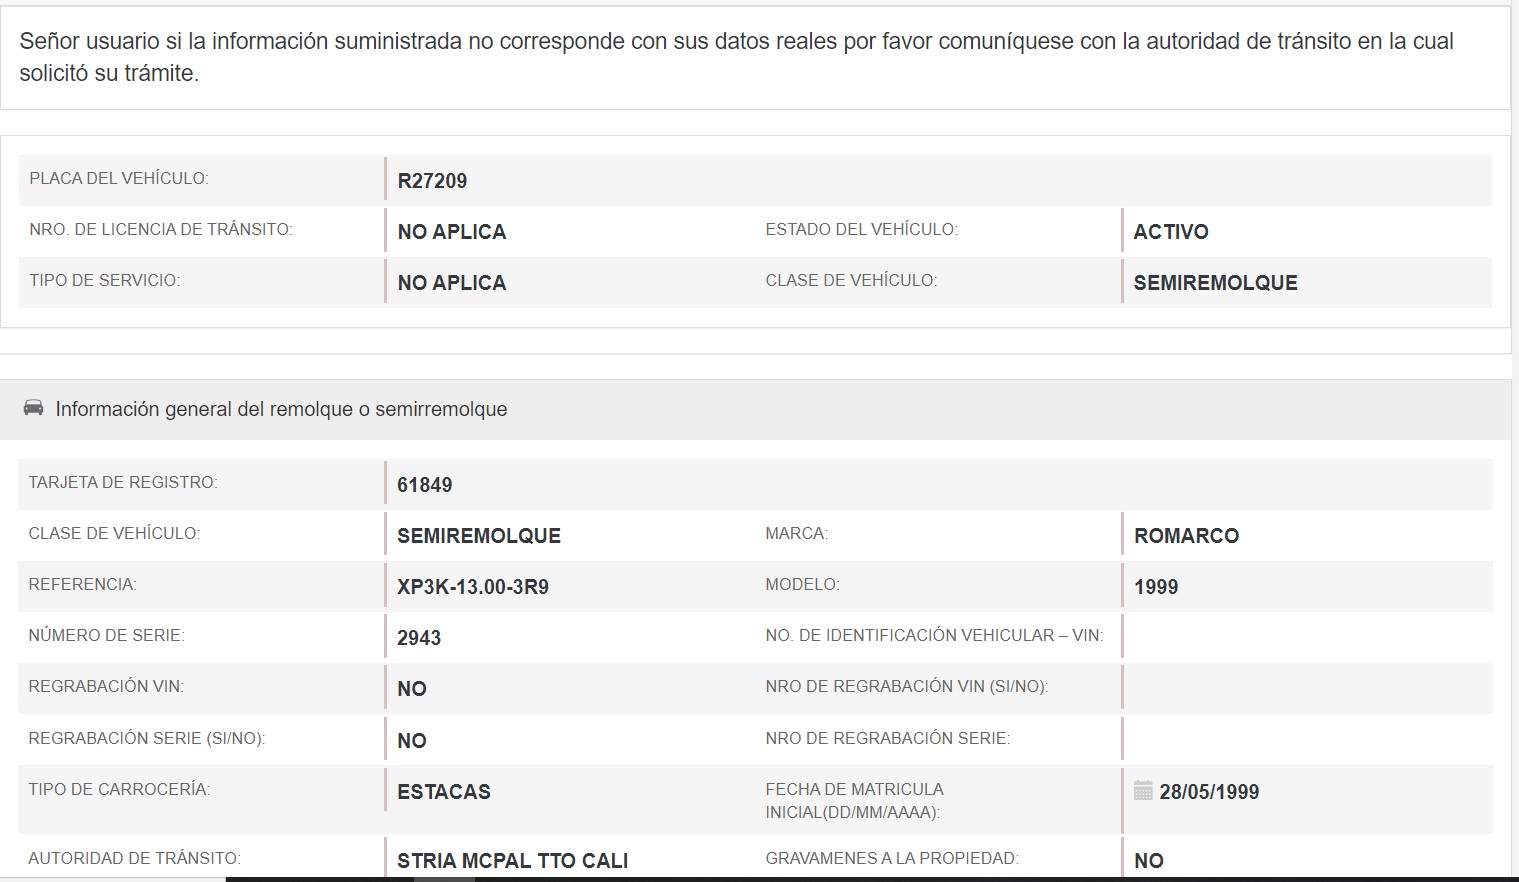 Señor usuario si la información suministrada no corresponde con sus datos reales por favor comuníquese con la autoridad de tránsito en la cual
solicitó su trámite.
PLACA DEL VEHÍCULO: R27209
NRO. DE LICENCIA DE TRÁNSITO: NO APLICA ESTADO DEL VEHÍCULO: ACTIVO
TIPO DE SERVICIO: NO APLICA CLASE DE VEHÍCULO: SEMIREMOLQUE
Información general del remolque o semirremolque
TARJETA DE REGISTRO: 61849
CLASE DE VEHÍCULO: SEMIREMOLQUE MARCA: ROMARCO
REFERENCIA: XP3K-13.00-3R9 MODELO: 1999
NÚMERO DE SERIE: 2943 NO. DE IDENTIFICACIÓN VEHICULAR – VIN:
REGRABACIÓN VIN: NO NRO DE REGRABACIÓN VIN (SI/NO):
REGRABACIÓN SERIE (SI/NO): NO NRO DE REGRABACIÓN SERIE:
TIPO DE CARROCERÍA: ESTACAS FECHA DE MATRICULA 28/05/1999
INICIAL(DD/MM/AAAA):
AUTORIDAD DE TRÁNSITO: STRIA MCPAL TTO CALI GRAVAMENES A LA PROPIEDAD: NO